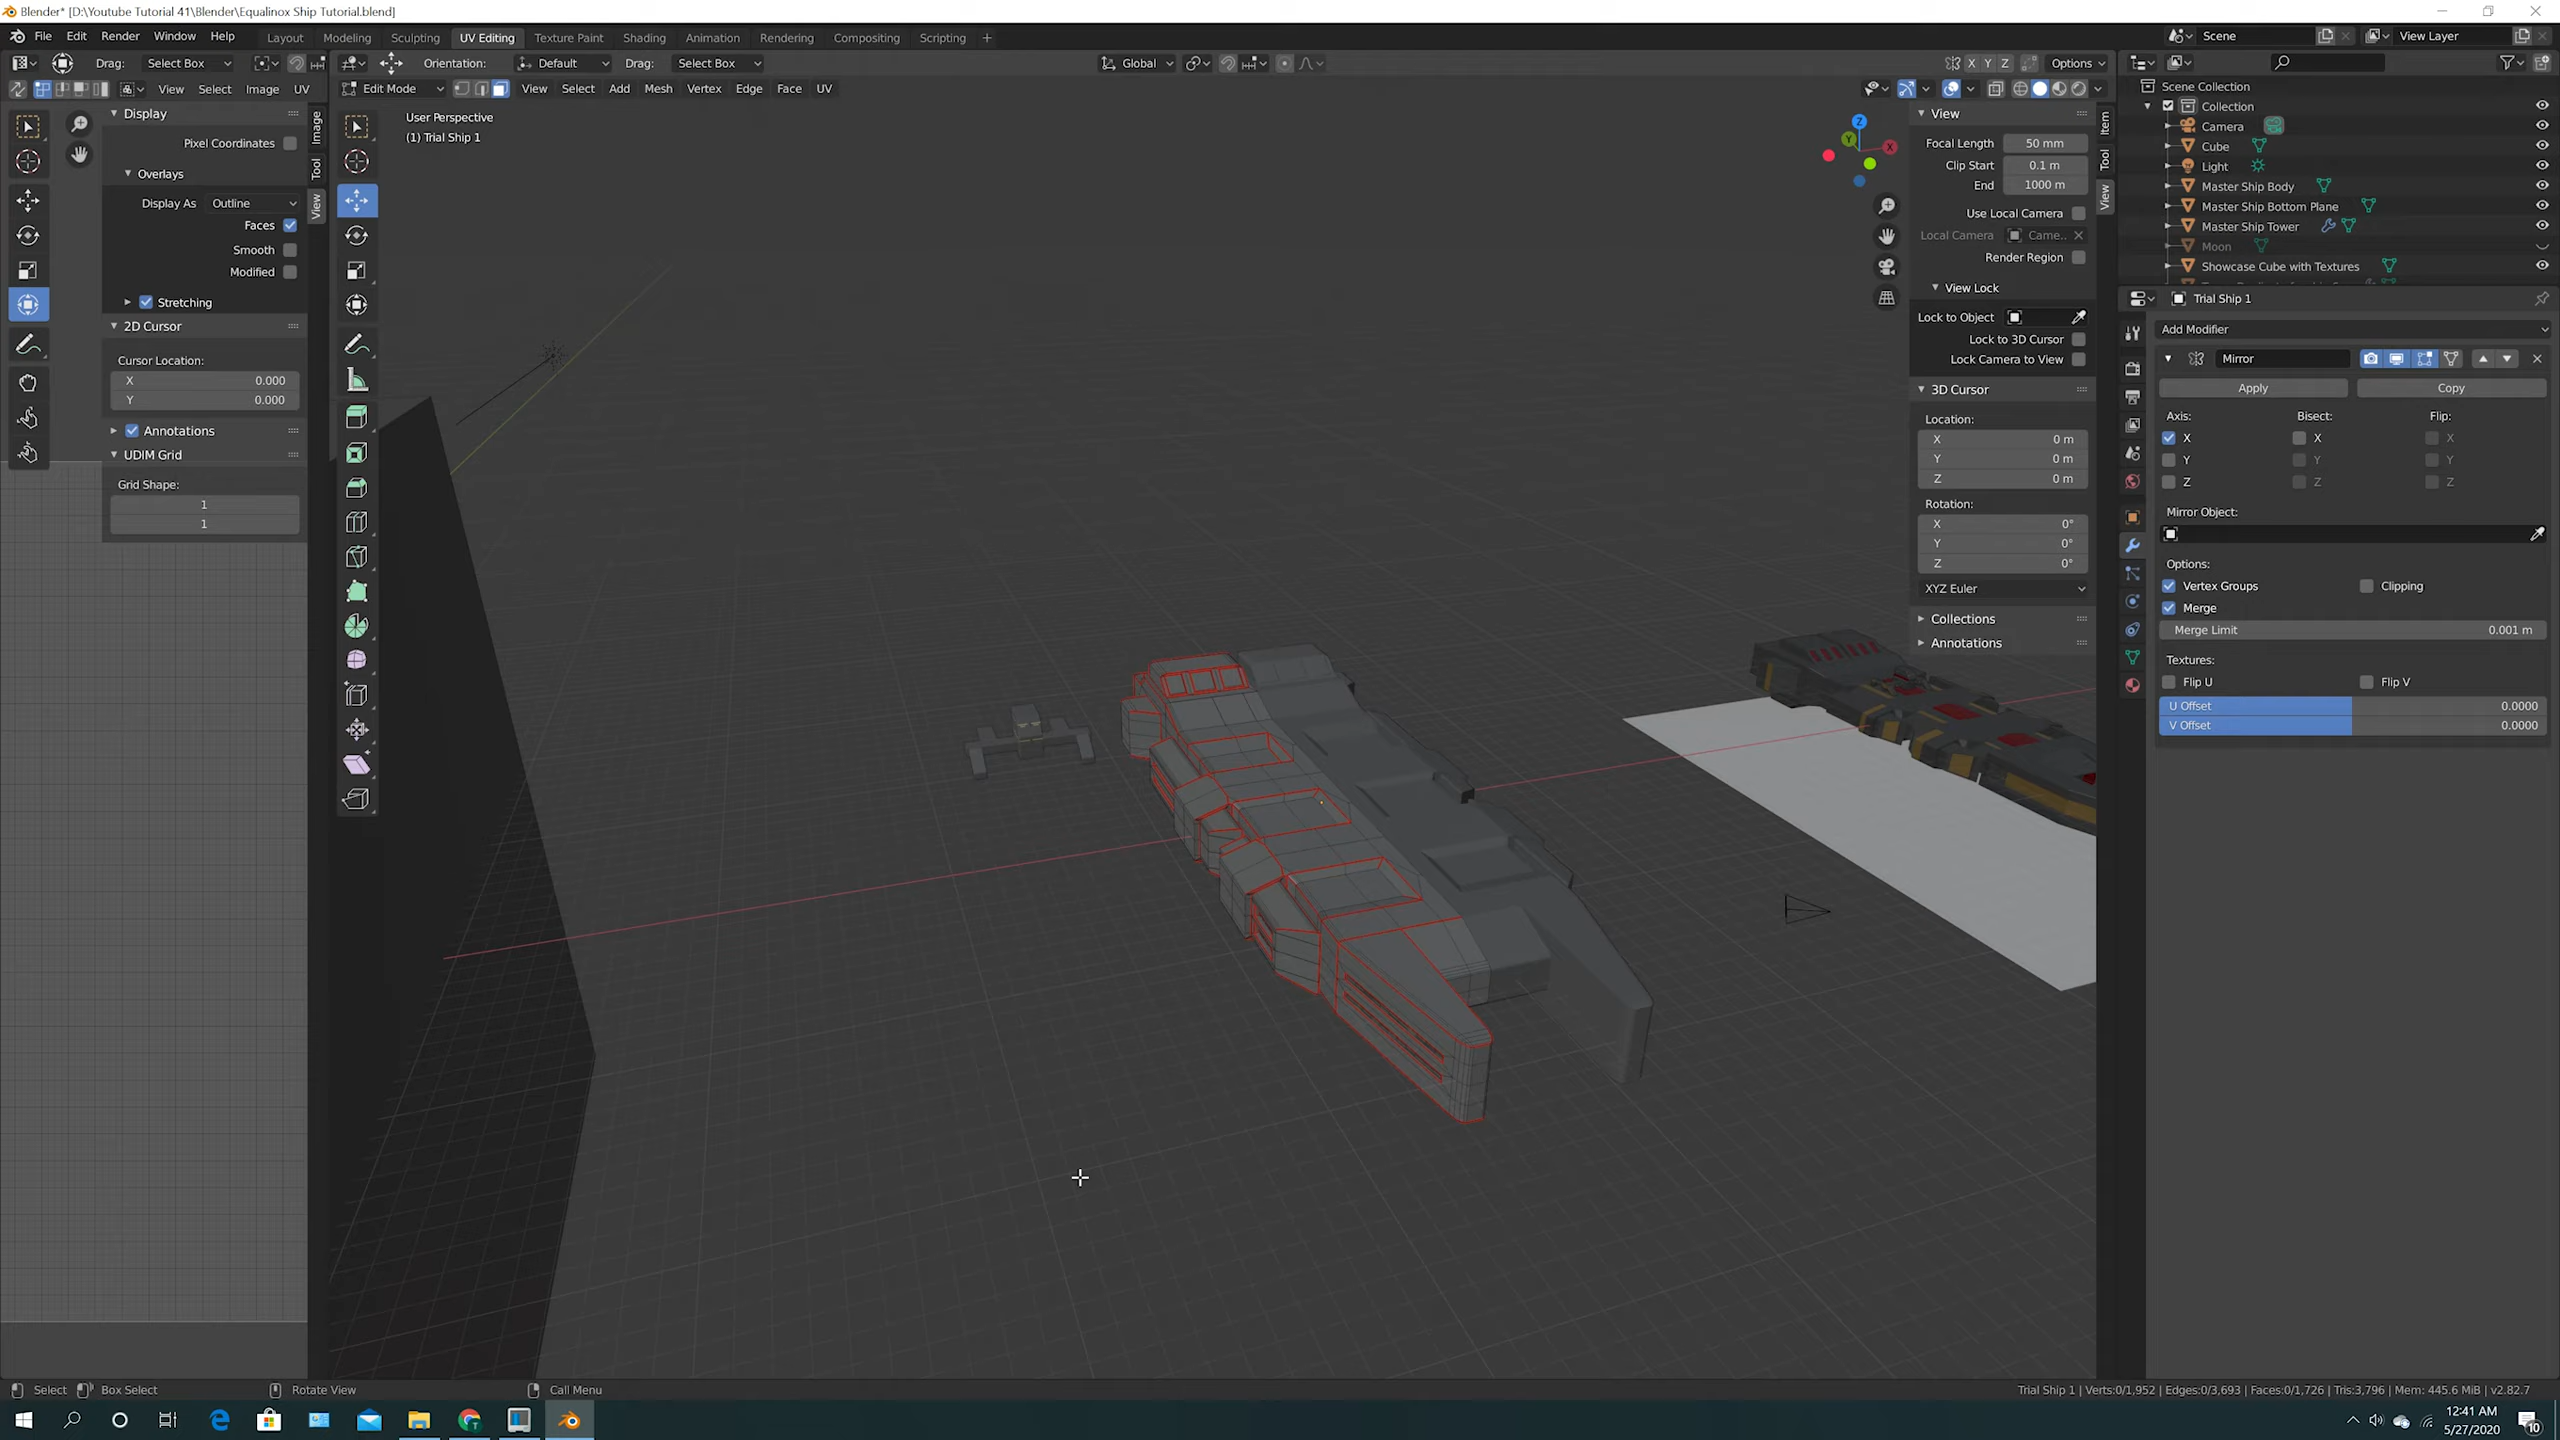 Blender* [D:\Youtube Tutorial 41\Blender\Equalinox Ship Tutorial.blend]
File Edit Render Window Help Layout Modeling Sculpting UV Editing Texture Paint Shading Animation Rendering Compositing Scripting + Scene View Layer
Drag: Select Box Orientation: Default Drag: Select Box Global X Y Z Options
View Select Image UV Edit Mode View Select Add Mesh Vertex Edge Face UV
Display
Pixel Coordinates
Overlays
Display As Outline
Faces
Smooth
Modified
Stretching
2D Cursor
Cursor Location:
X 0.000
Y 0.000
Annotations
UDIM Grid
Grid Shape:
1
1
Image
Tool
View
User Perspective
(1) Trial Ship 1
Z
Y
X
View
Focal Length 50 mm
Clip Start 0.1 m
End 1000 m
Use Local Camera
Local Camera Came..
Render Region
View Lock
Lock to Object
Lock to 3D Cursor
Lock Camera to View
3D Cursor
Location:
X 0 m
Y 0 m
Z 0 m
Rotation:
X 0°
Y 0°
Z 0°
XYZ Euler
Collections
Annotations
Item
Tool
View
Scene Collection
Collection
Camera
Cube
Light
Master Ship Body
Master Ship Bottom Plane
Master Ship Tower
Moon
Showcase Cube with Textures
Trial Ship 1
Add Modifier
Mirror
Apply Copy
Axis: Bisect: Flip:
X X X
Y Y Y
Z Z Z
Mirror Object:
Options:
Vertex Groups Clipping
Merge
Merge Limit 0.001 m
Textures:
Flip U Flip V
U Offset 0.0000
V Offset 0.0000
Select Box Select Rotate View Call Menu Trial Ship 1 | Verts:0/1,952 | Edges:0/3,693 | Faces:0/1,726 | Tris:3,796 | Mem: 445.6 MiB | v2.82.7
12:41 AM
5/27/2020
10